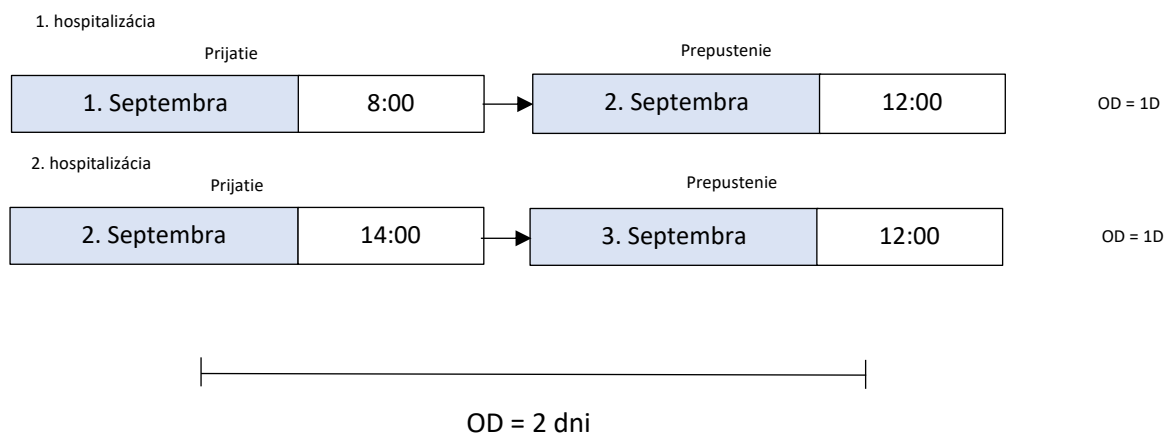 1. hospitalizácia
Prijatie Prepustenie
1. Septembra 8:00 2. Septembra 12:00 OD = 1D
2. hospitalizácia
Prijatie Prepustenie
2. Septembra 14:00 3. Septembra 12:00 OD = 1D
OD = 2 dni